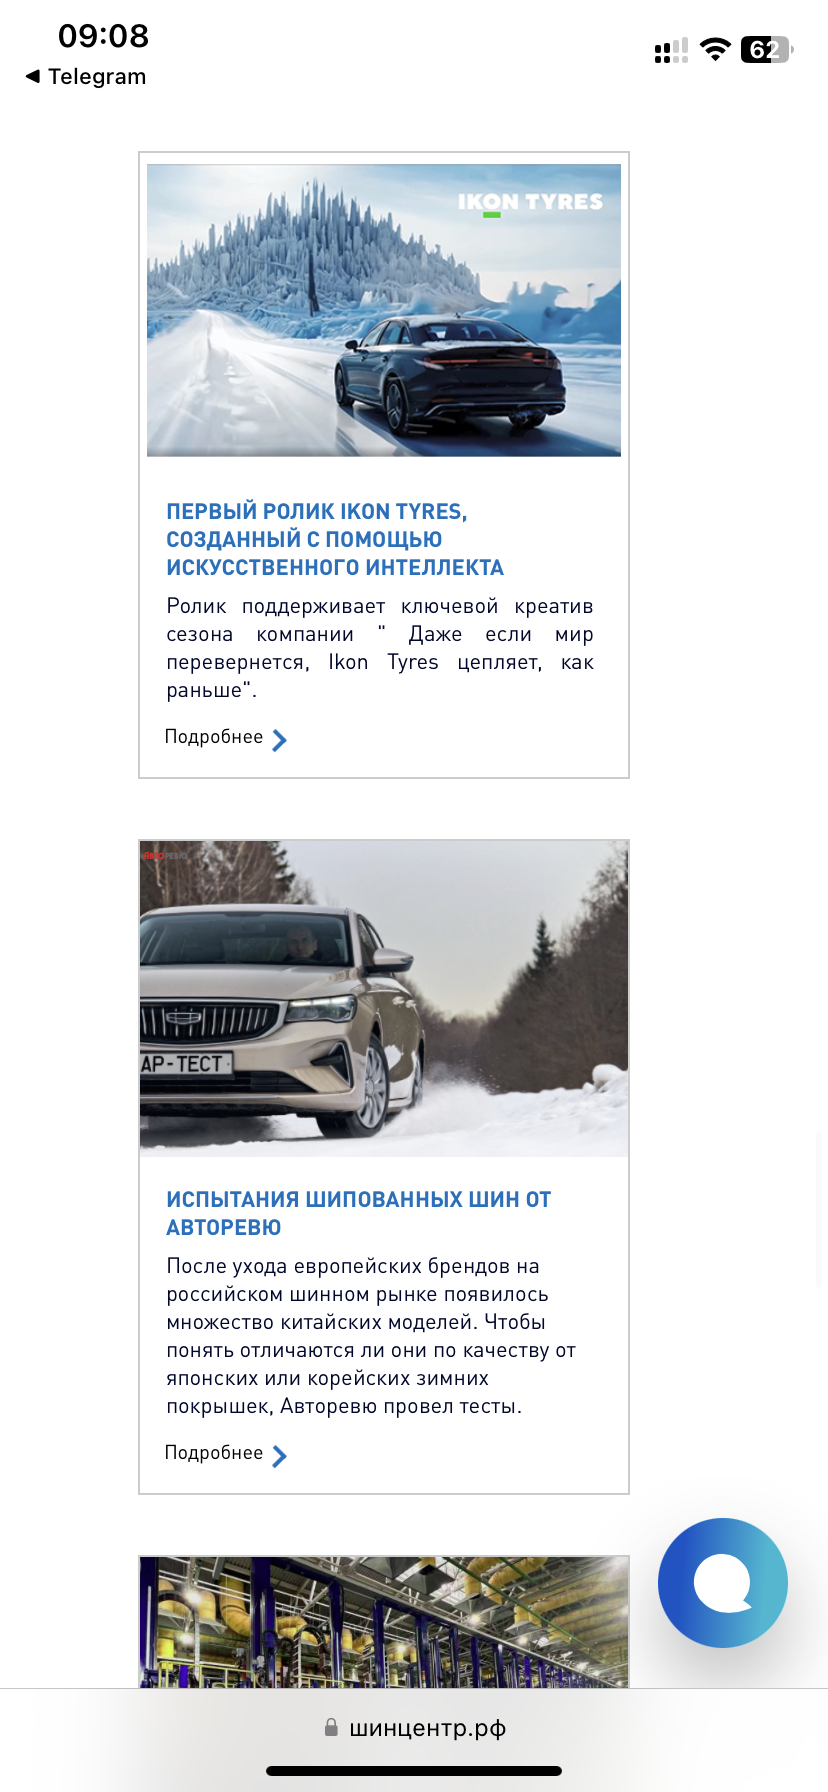 09:08
62
◀ Telegram
IKON TYRES
ПЕРВЫЙ РОЛИК IKON TYRES,
СОЗДАННЫЙ С ПОМОЩЬЮ
ИСКУССТВЕННОГО ИНТЕЛЛЕКТА
Ролик поддерживает ключевой креатив
сезона компании " Даже если мир
перевернется, Ikon Tyres цепляет, как
раньше".
Подробнее
АВТОРЕВЮ
АР-ТЕСТ
ИСПЫТАНИЯ ШИПОВАННЫХ ШИН ОТ
АВТОРЕВЮ
После ухода европейских брендов на
российском шинном рынке появилось
множество китайских моделей. Чтобы
понять отличаются ли они по качеству от
японских или корейских зимних
покрышек, Авторевю провел тесты.
Подробнее
шинцентр.рф